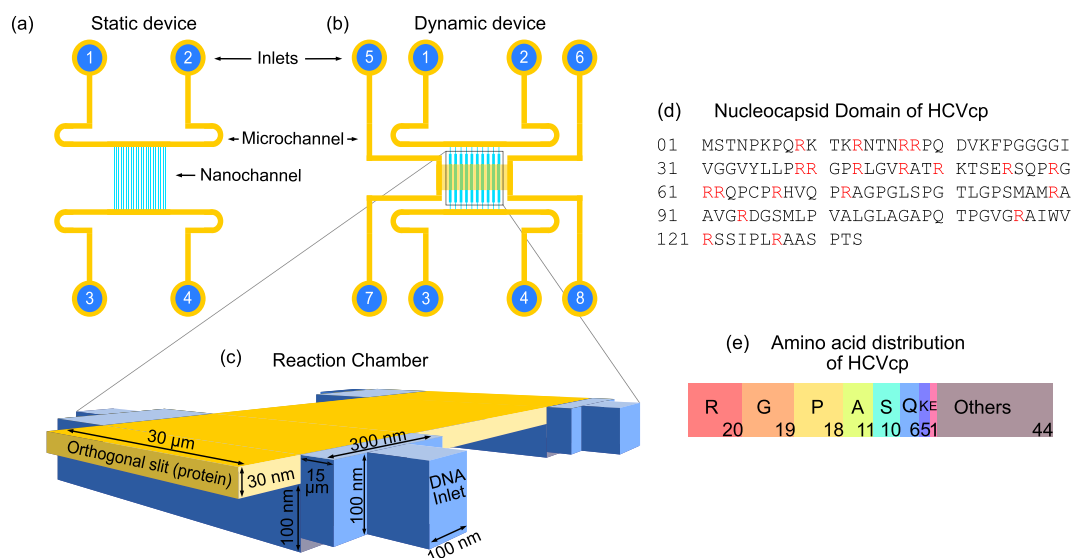 (a) Static device
(b) Dynamic device
1 2
Inlets
5 1 2 6
Microchannel
Nanochannel
3 4
7 3 4 8
(c) Reaction Chamber
30 µm
Orthogonal slit (protein)
30 nm
300 nm
15 µm
100 nm
100 nm
DNA Inlet
100 nm
(d) Nucleocapsid Domain of HCVcp
01 MSTNPKPQRK TKRNTNRRPQ DVKFPGGGGI
31 VGGVYLLPRR GPRLGVRATR KTSERSQPRG
61 RRQPCPRHVQ PRAGPGLSPG TLGPSMAMRA
91 AVGRDGSMLP VALGLAGAPQ TPGVGRAIWV
121 RSSIPLRAAS PTS
(e) Amino acid distribution
of HCVcp
R G P A S Q K E Others
20 19 18 11 10 6 5 1 44